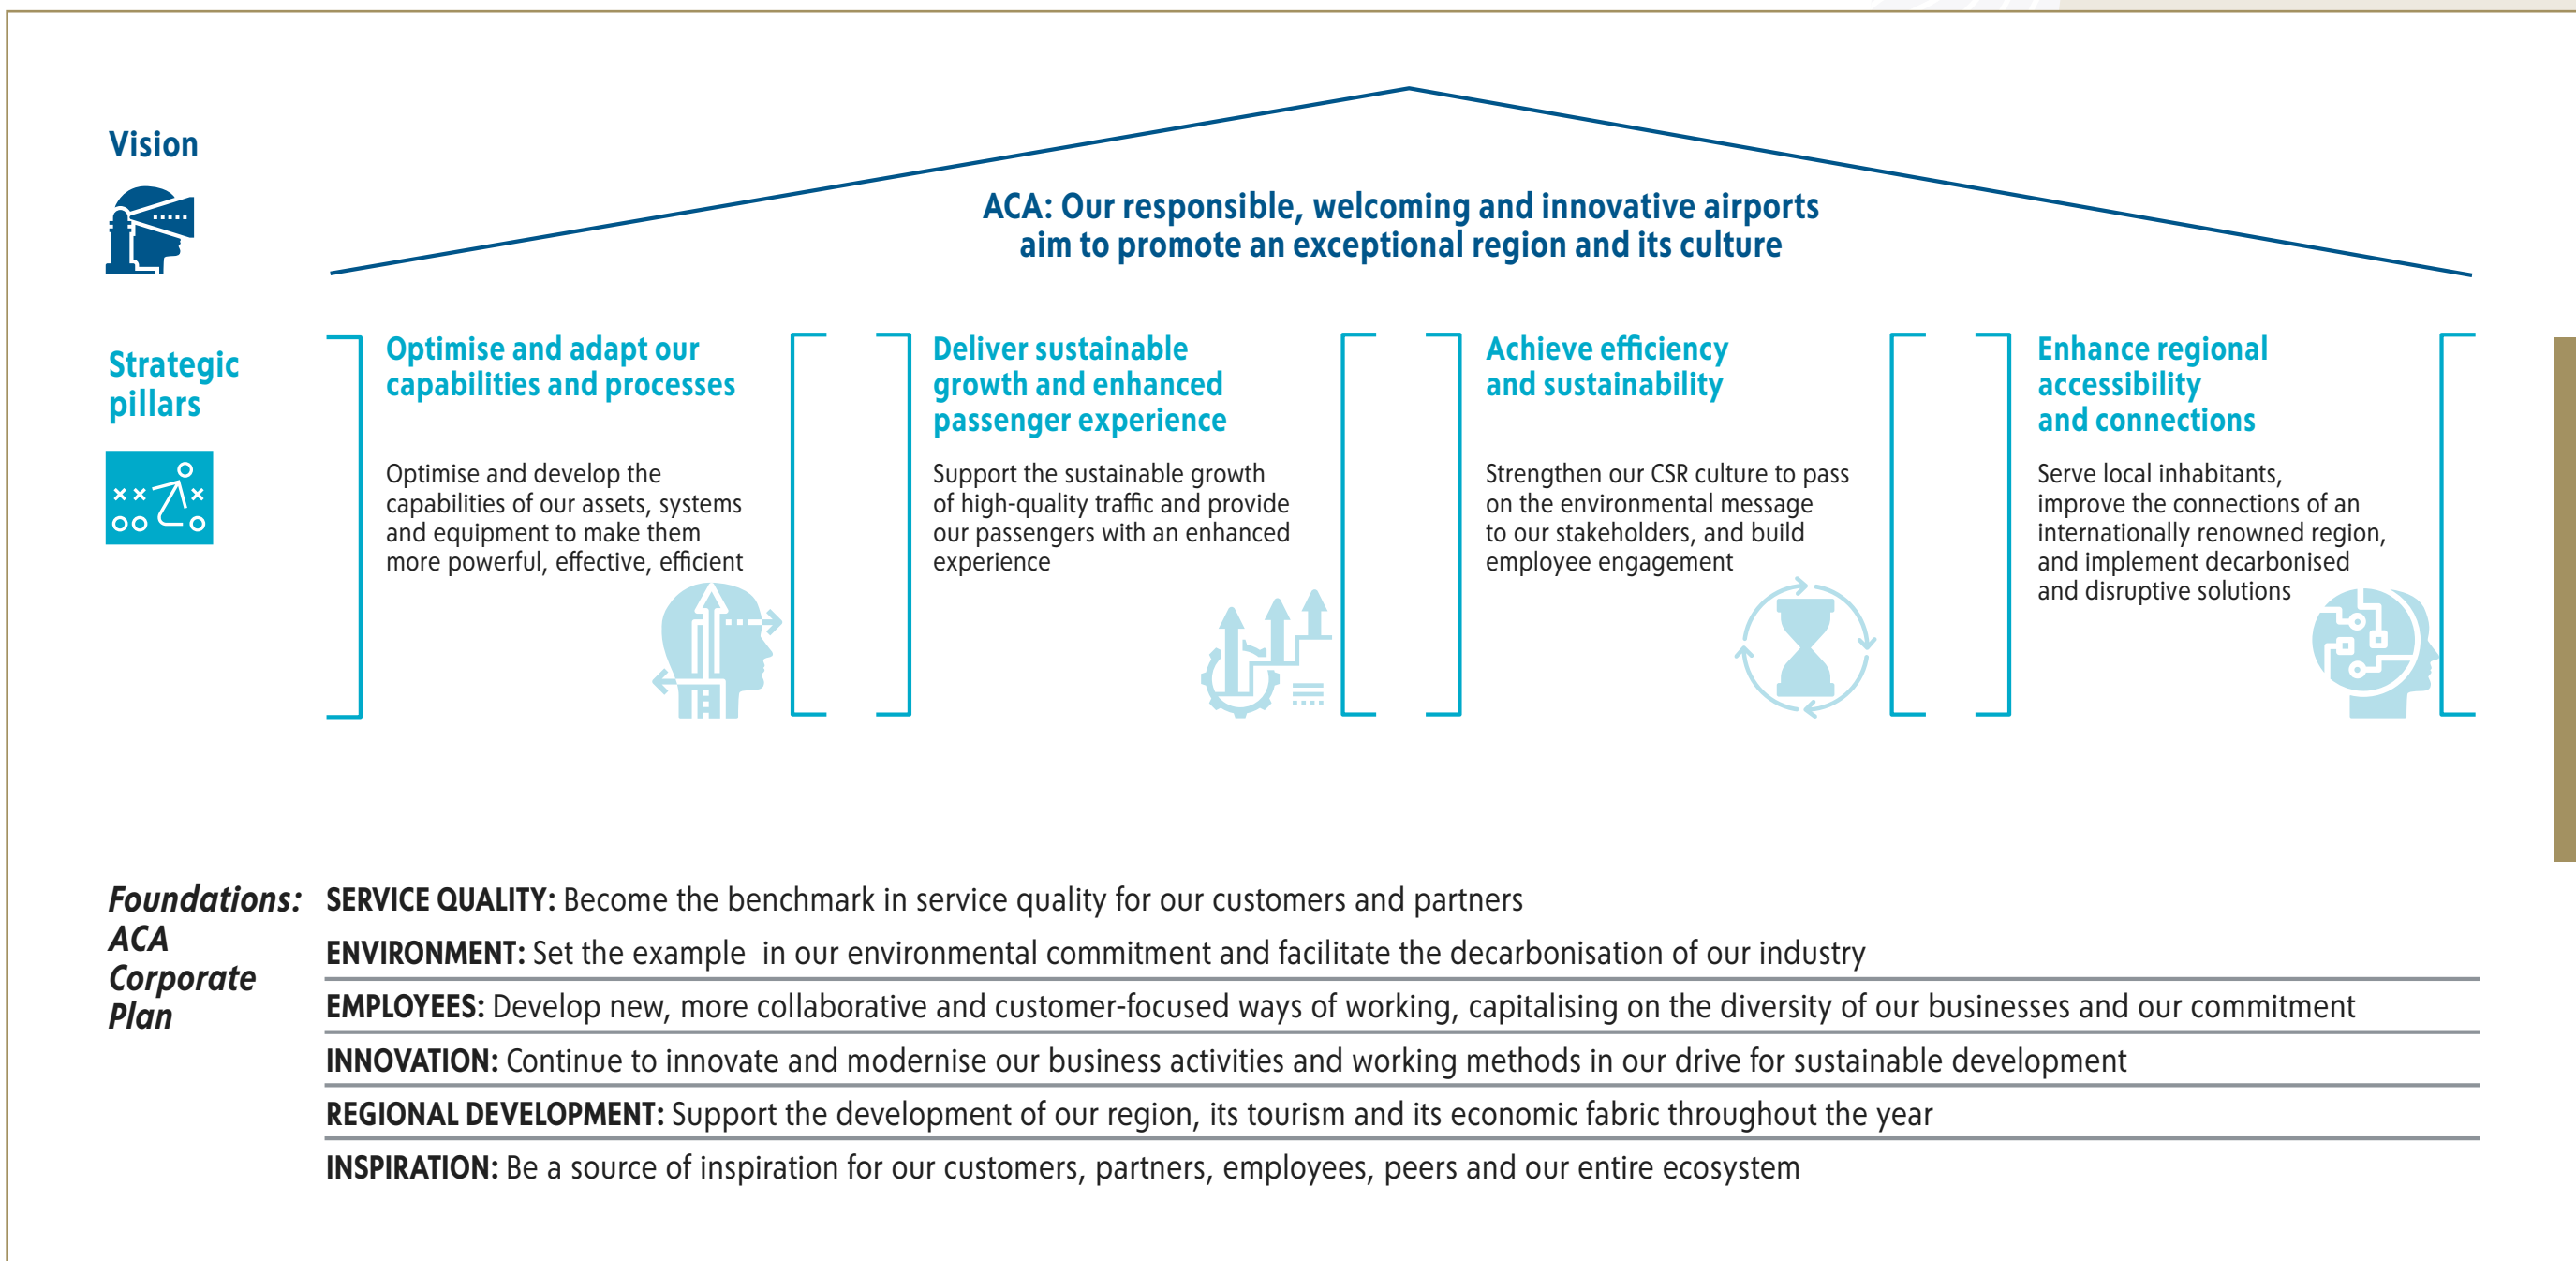 Vision
ACA: Our responsible, welcoming and innovative airports
aim to promote an exceptional region and its culture
Strategic
pillars
Optimise and adapt our
capabilities and processes
Optimise and develop the
capabilities of our assets, systems
and equipment to make them
more powerful, effective, efficient
Deliver sustainable
growth and enhanced
passenger experience
Support the sustainable growth
of high-quality traffic and provide
our passengers with an enhanced
experience
Achieve efficiency
and sustainability
Strengthen our CSR culture to pass
on the environmental message
to our stakeholders, and build
employee engagement
Enhance regional
accessibility
and connections
Serve local inhabitants,
improve the connections of an
internationally renowned region,
and implement decarbonised
and disruptive solutions
Foundations:
ACA
Corporate
Plan
SERVICE QUALITY: Become the benchmark in service quality for our customers and partners
ENVIRONMENT: Set the example in our environmental commitment and facilitate the decarbonisation of our industry
EMPLOYEES: Develop new, more collaborative and customer-focused ways of working, capitalising on the diversity of our businesses and our commitment
INNOVATION: Continue to innovate and modernise our business activities and working methods in our drive for sustainable development
REGIONAL DEVELOPMENT: Support the development of our region, its tourism and its economic fabric throughout the year
INSPIRATION: Be a source of inspiration for our customers, partners, employees, peers and our entire ecosystem